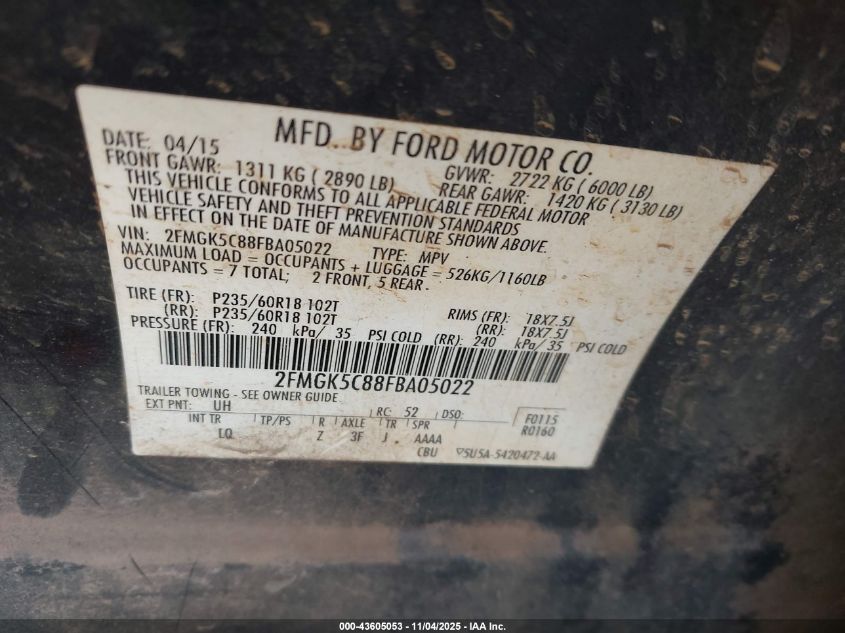 MFD. BY FORD MOTOR CO.
DATE: 04/15 GVWR: 2722 KG ( 6000 LB)
FRONT GAWR: 1311 KG ( 2890 LB) REAR GAWR: 1420 KG ( 3130 LB)
THIS VEHICLE CONFORMS TO ALL APPLICABLE FEDERAL MOTOR
VEHICLE SAFETY AND THEFT PREVENTION STANDARDS
IN EFFECT ON THE DATE OF MANUFACTURE SHOWN ABOVE.
VIN: 2FMGK5C88FBA05022 TYPE: MPV
MAXIMUM LOAD = OCCUPANTS + LUGGAGE = 526KG/1160LB
OCCUPANTS = 7 TOTAL; 2 FRONT, 5 REAR.
TIRE (FR): P235/60R18 102T RIMS (FR): 18X7.5J
(RR): P235/60R18 102T (RR): 18X7.5J
PRESSURE (FR): 240 kPa/ 35 PSI COLD (RR): 240 kPa/ 35 PSI COLD
2FMGK5C88FBA05022
TRAILER TOWING - SEE OWNER GUIDE.
EXT PNT: UH RC: 52 DSO: F0115
INT TR TP/PS R AXLE TR SPR R0160
LQ Z 3F J AAAA
CBU 5U5A-5420472-AA
000-43605053 - 11/04/2025 - IAA Inc.